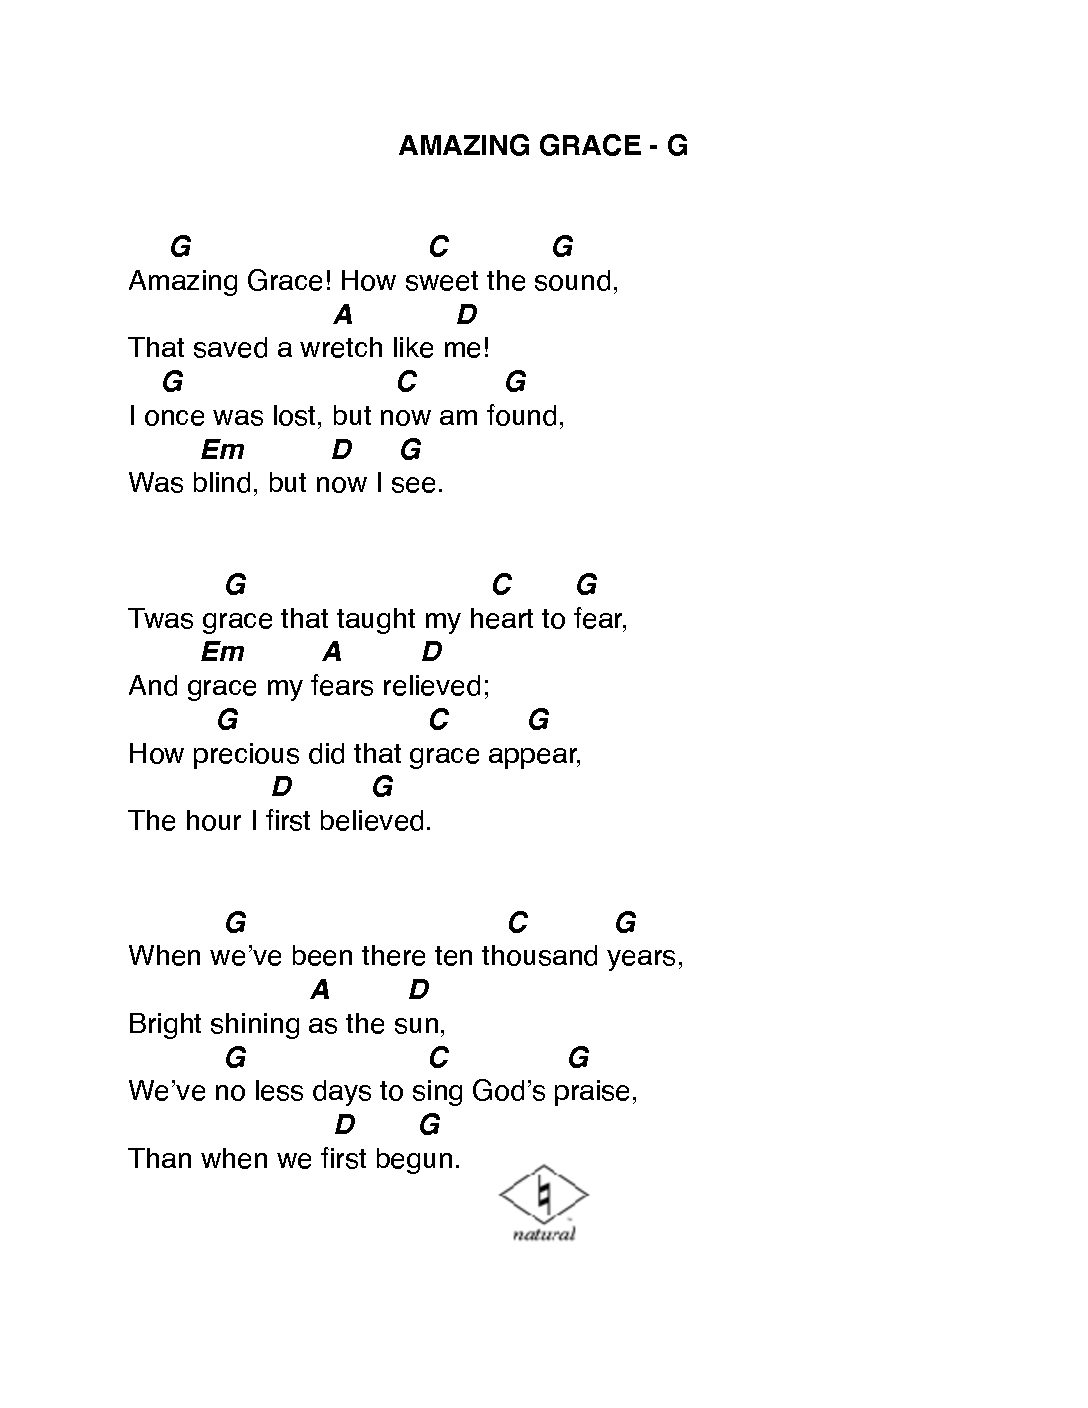 AMAZING GRACE - G
G C G
Amazing Grace! How sweet the sound,
A D
That saved a wretch like me!
G C G
I once was lost, but now am found,
Em D G
Was blind, but now I see.
G C G
Twas grace that taught my heart to fear,
Em A D
And grace my fears relieved;
G C G
How precious did that grace appear,
D G
The hour I first believed.
G C G
When we’ve been there ten thousand years,
A D
Bright shining as the sun,
G C G
We’ve no less days to sing God’s praise,
D G
Than when we first begun.
natural